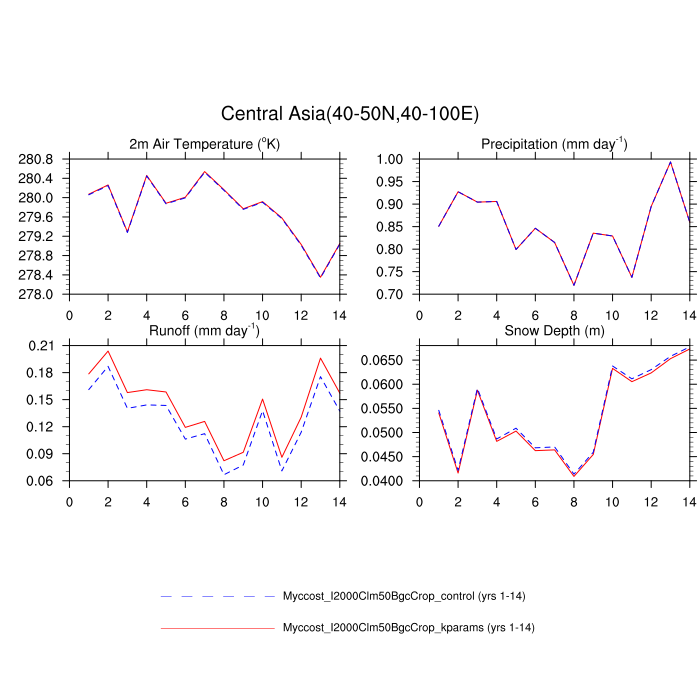 Central Asia(40-50N,40-100E)
2m Air Temperature (°K)
280.8
280.4
280.0
279.6
279.2
278.8
278.4
278.0
0 2 4 6 8 10 12 14
Precipitation (mm day⁻¹)
1.00
0.95
0.90
0.85
0.80
0.75
0.70
0 2 4 6 8 10 12 14
Runoff (mm day⁻¹)
0.21
0.18
0.15
0.12
0.09
0.06
0 2 4 6 8 10 12 14
Snow Depth (m)
0.0650
0.0600
0.0550
0.0500
0.0450
0.0400
0 2 4 6 8 10 12 14
Myccost_I2000Clm50BgcCrop_control (yrs 1-14)
Myccost_I2000Clm50BgcCrop_kparams (yrs 1-14)